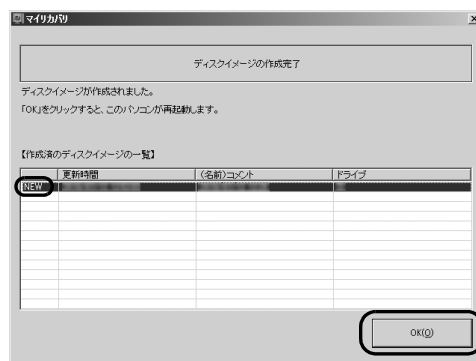 マイリカバリ
ディスクイメージの作成完了
ディスクイメージが作成されました。
「OK」をクリックすると、このパソコンが再起動します。
【作成済のディスクイメージの一覧】
更新時間 (名前)コメント ドライブ
NEW
OK(O)